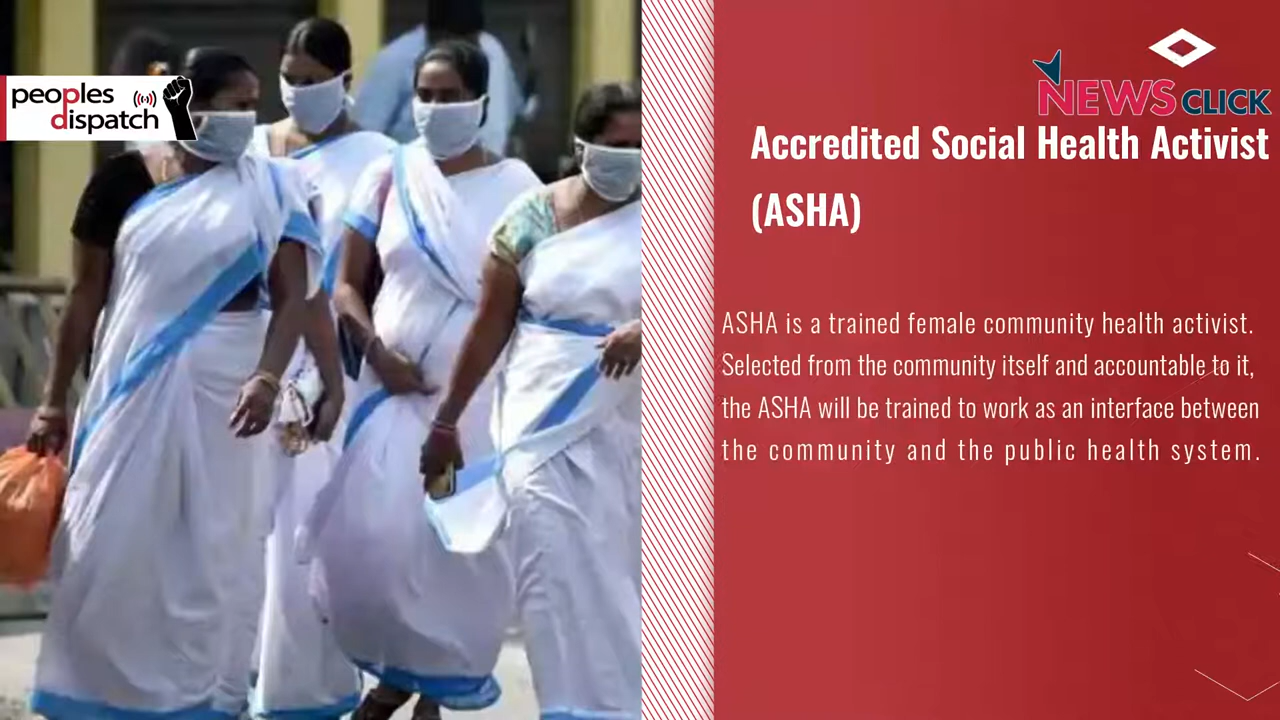 peoples
dispatch
NEWSCLICK
Accredited Social Health Activist
(ASHA)
ASHA is a trained female community health activist.
Selected from the community itself and accountable to it,
the ASHA will be trained to work as an interface between
the community and the public health system.